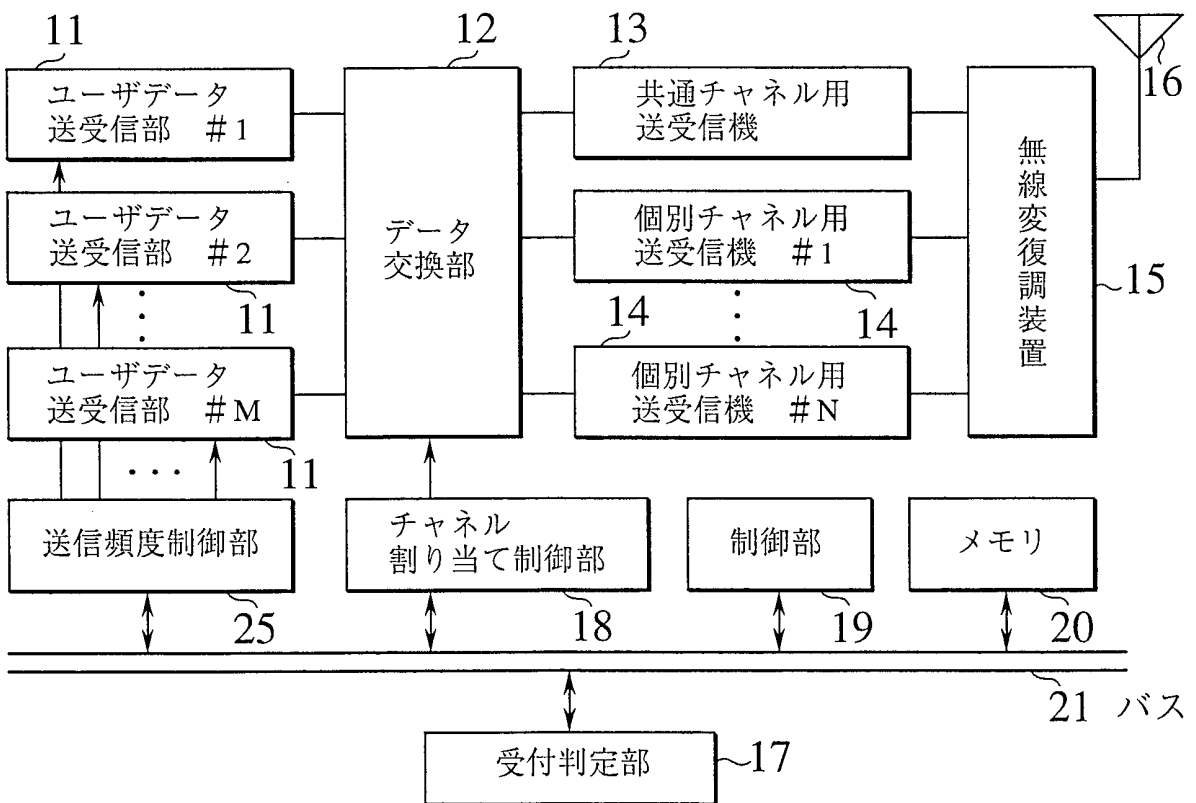 11
ユーザデータ
送受信部 #1
12
データ
交換部
13
共通チャネル用
送受信機
16
ユーザデータ
送受信部 #2
11
個別チャネル用
送受信機 #1
14
無線変復調装置
15
ユーザデータ
送受信部 #M
11
14
個別チャネル用
送受信機 #N
送信頻度制御部
25
チャネル
割り当て制御部
18
制御部
19
メモリ
20
21 バス
受付判定部
17